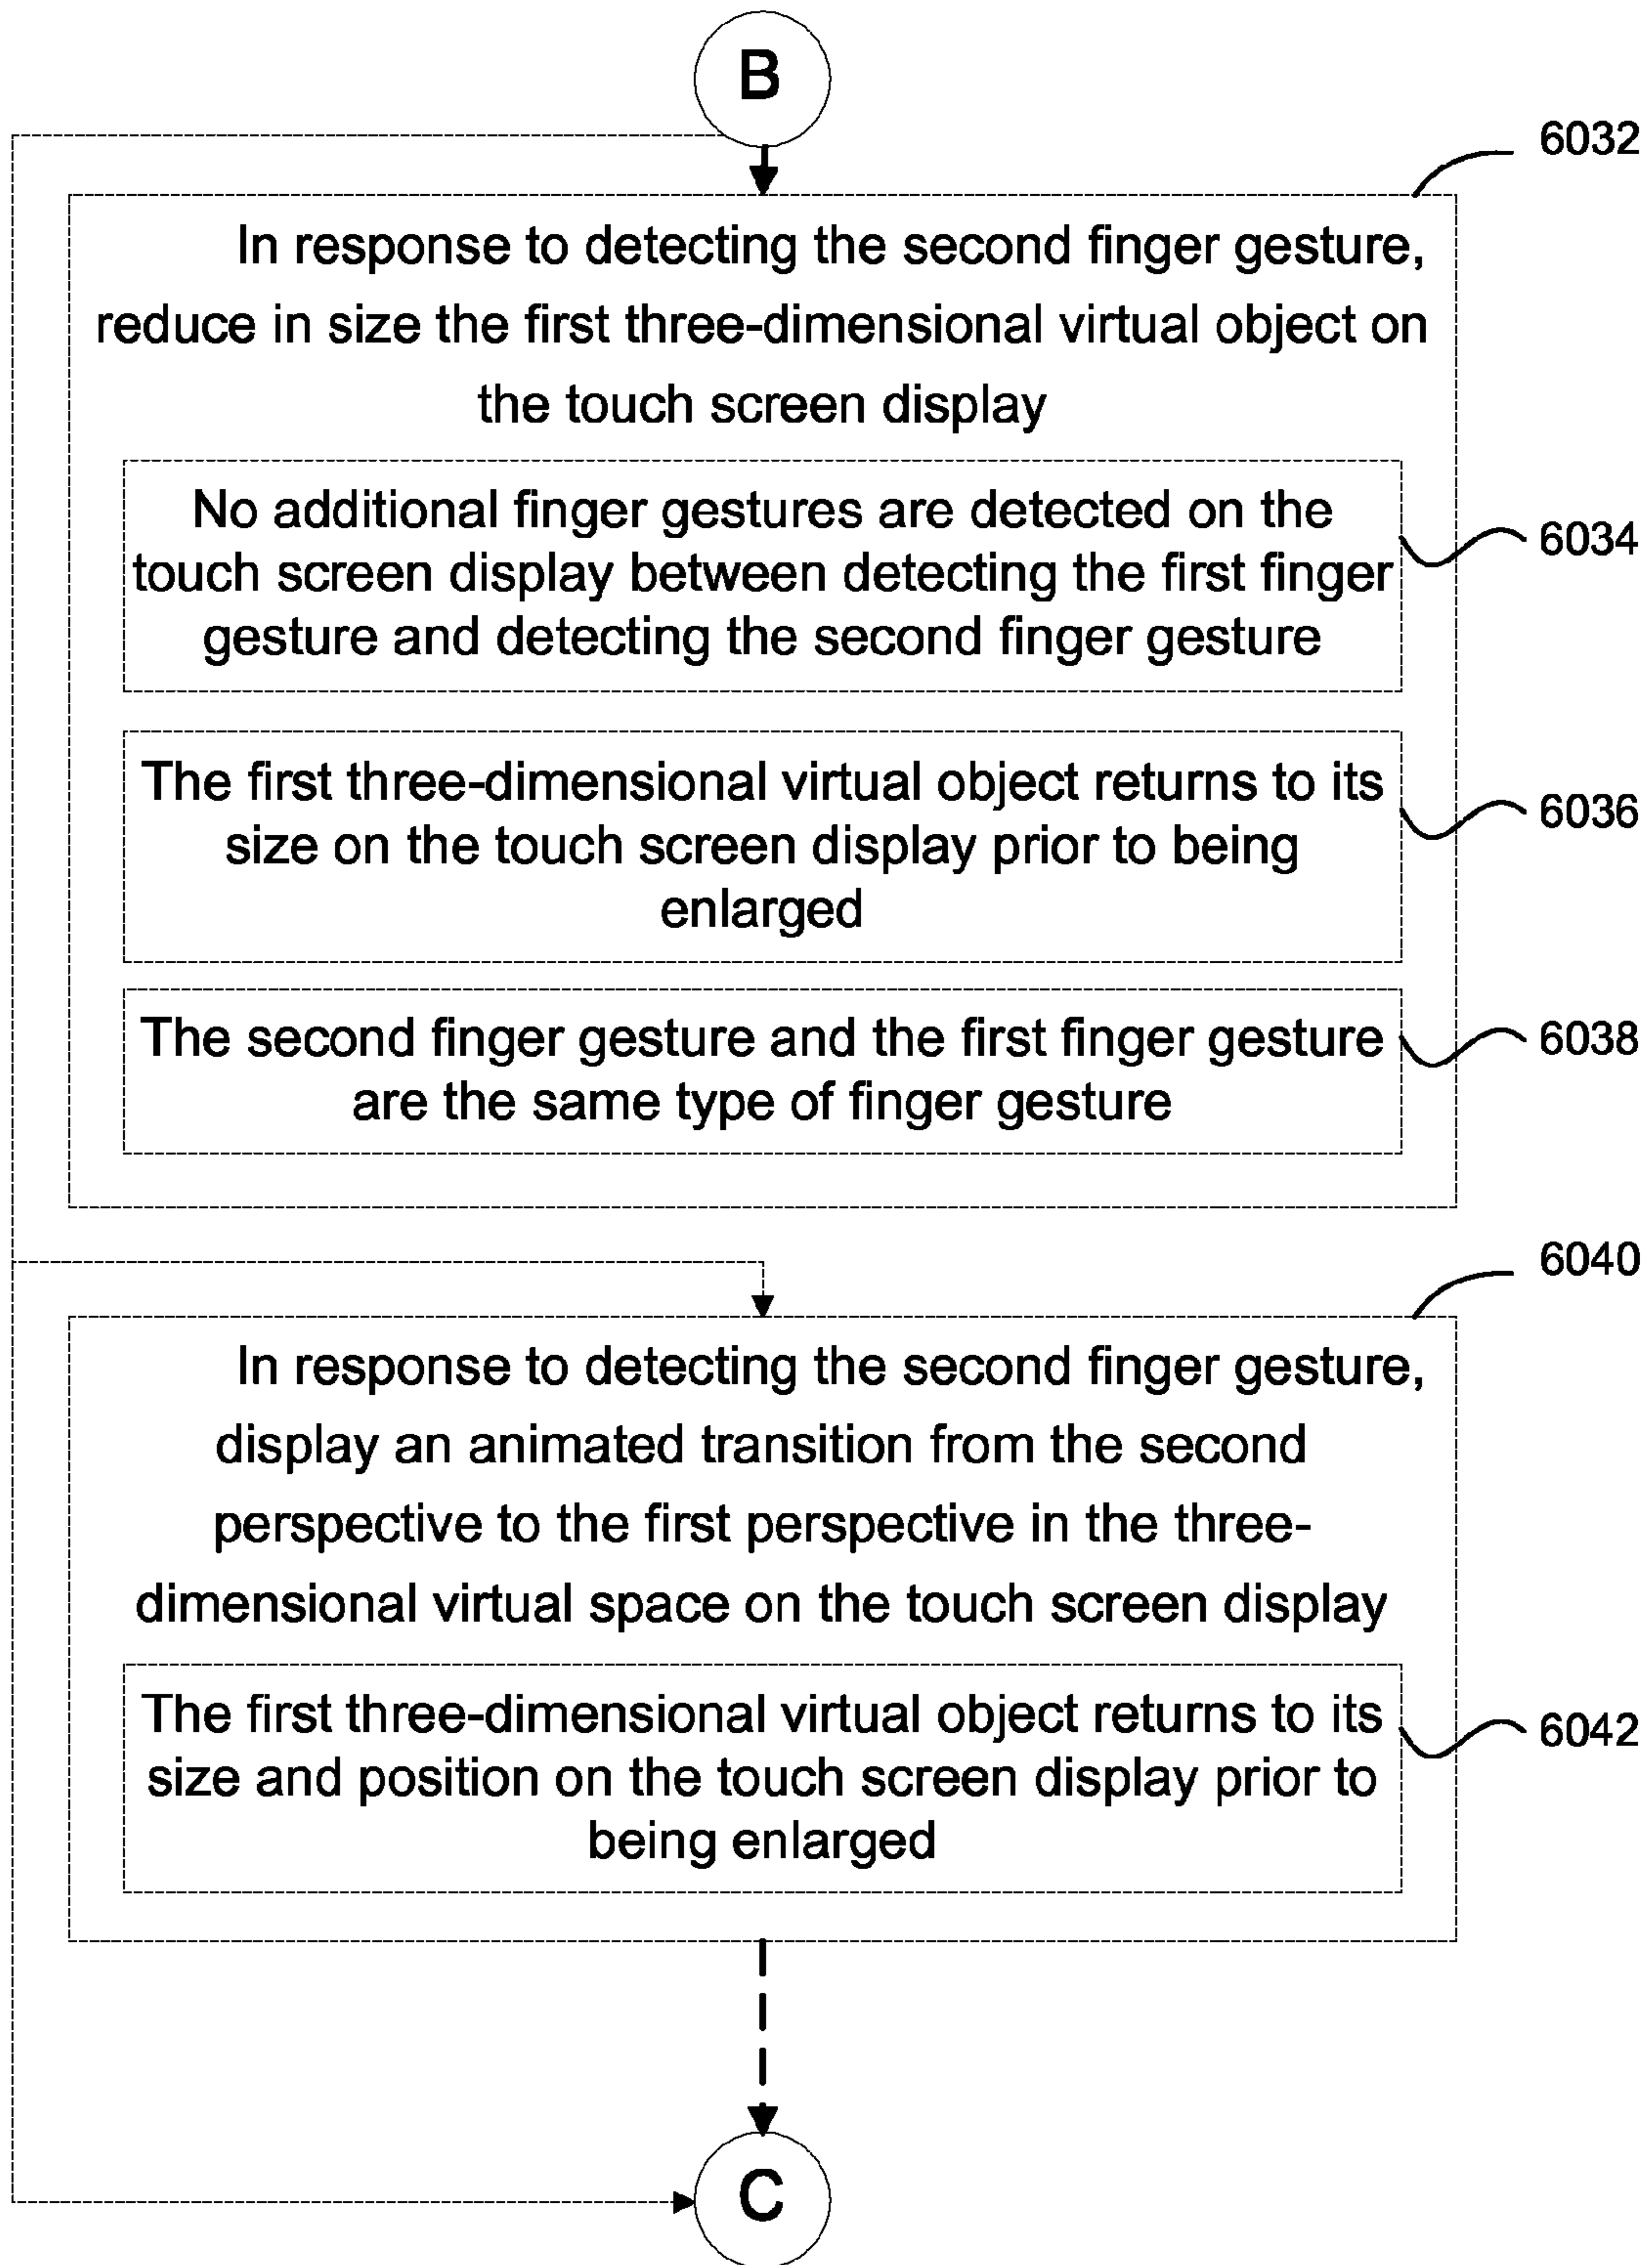 B
6032
In response to detecting the second finger gesture,
reduce in size the first three-dimensional virtual object on
the touch screen display
No additional finger gestures are detected on the
touch screen display between detecting the first finger
gesture and detecting the second finger gesture
6034
The first three-dimensional virtual object returns to its
size on the touch screen display prior to being
enlarged
6036
The second finger gesture and the first finger gesture
are the same type of finger gesture
6038
6040
In response to detecting the second finger gesture,
display an animated transition from the second
perspective to the first perspective in the three-
dimensional virtual space on the touch screen display
The first three-dimensional virtual object returns to its
size and position on the touch screen display prior to
being enlarged
6042
C